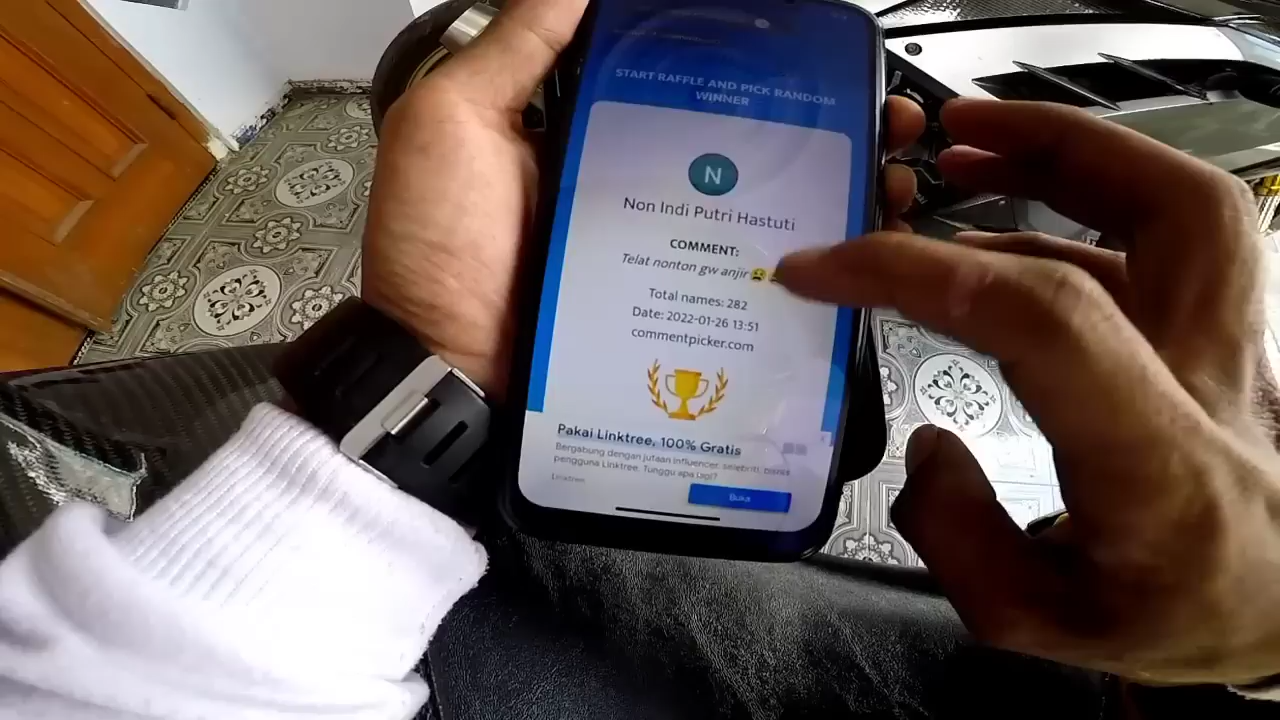 START RAFFLE AND PICK RANDOM
WINNER
N
Non Indi Putri Hastuti
COMMENT:
Telat nonton gw anjir😫
Total names: 282
Date: 2022-01-26 13:51
commentpicker.com
Pakai Linktree, 100% Gratis
Bergabung dengan jutaan influencer, selebriti, bisnis
pengguna Linktree. Tunggu apa lagi?
Linktree
Buka